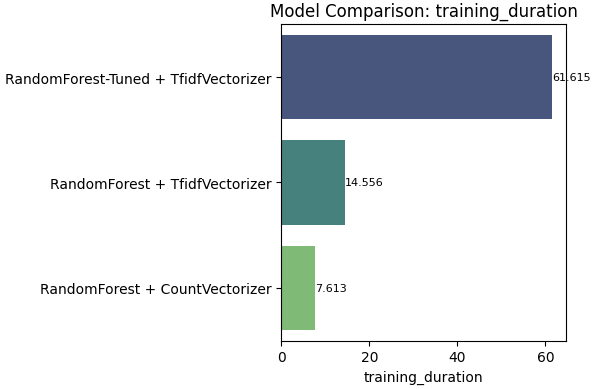 Model Comparison: training_duration
RandomForest-Tuned + TfidfVectorizer
61.615
RandomForest + TfidfVectorizer
14.556
RandomForest + CountVectorizer
7.613
0 20 40 60
training_duration